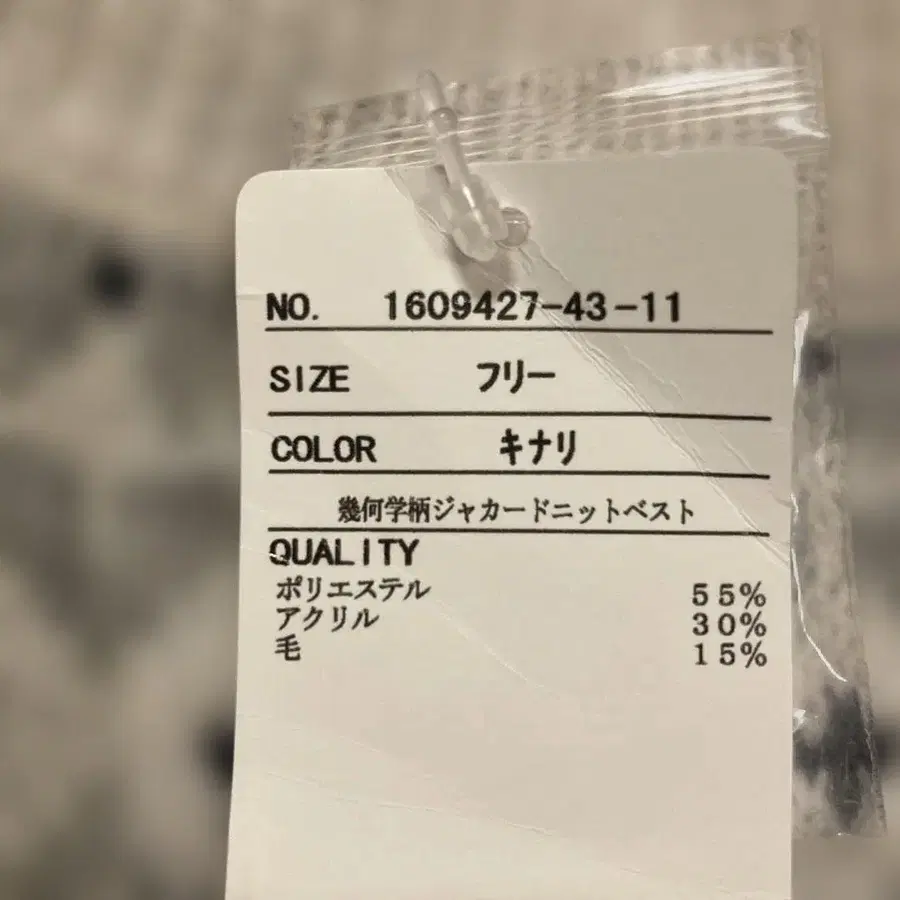 NO. 1609427-43-11
SIZE フリー
COLOR キナリ
幾何学柄ジャカードニットベスト
QUALITY
ポリエステル 55%
アクリル 30%
毛 15%